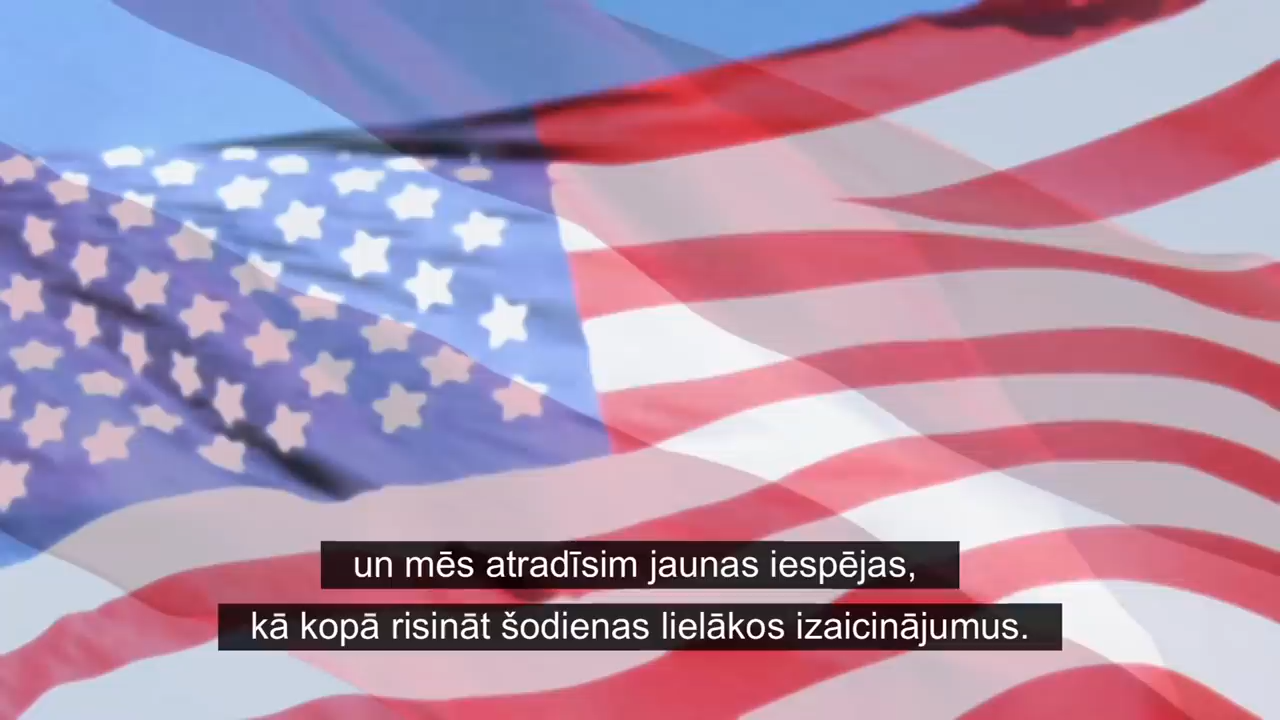 un mēs atradīsim jaunas iespējas,
kā kopā risināt šodienas lielākos izaicinājumus.